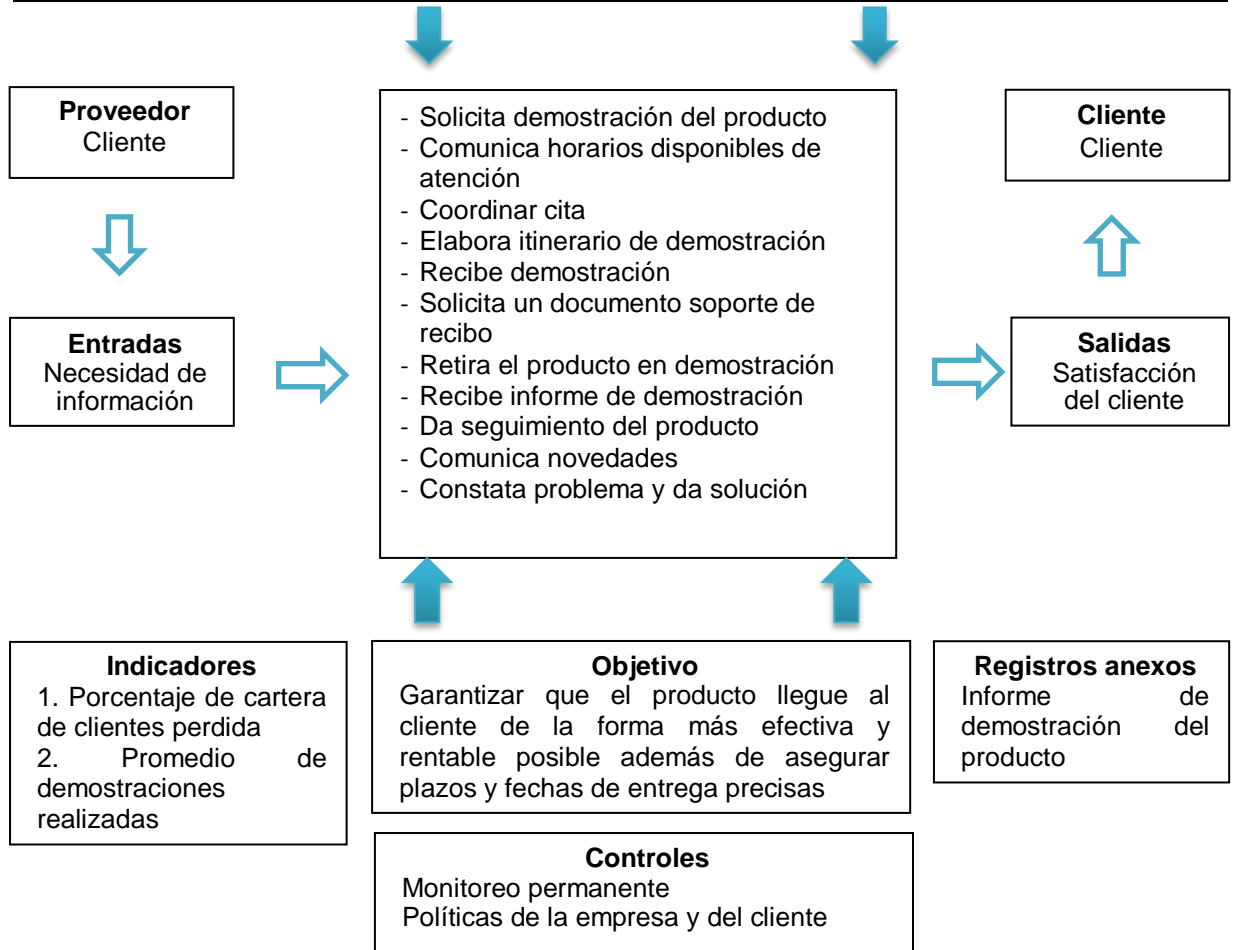 Proveedor
Cliente
- Solicita demostración del producto
- Comunica horarios disponibles de
atención
- Coordinar cita
- Elabora itinerario de demostración
- Recibe demostración
- Solicita un documento soporte de
recibo
- Retira el producto en demostración
- Recibe informe de demostración
- Da seguimiento del producto
- Comunica novedades
- Constata problema y da solución
Cliente
Cliente
Entradas
Necesidad de
información
Salidas
Satisfacción
del cliente
Indicadores
1. Porcentaje de cartera
de clientes perdida
2. Promedio de
demostraciones
realizadas
Objetivo
Garantizar que el producto llegue al
cliente de la forma más efectiva y
rentable posible además de asegurar
plazos y fechas de entrega precisas
Registros anexos
Informe de
demostración del
producto
Controles
Monitoreo permanente
Políticas de la empresa y del cliente